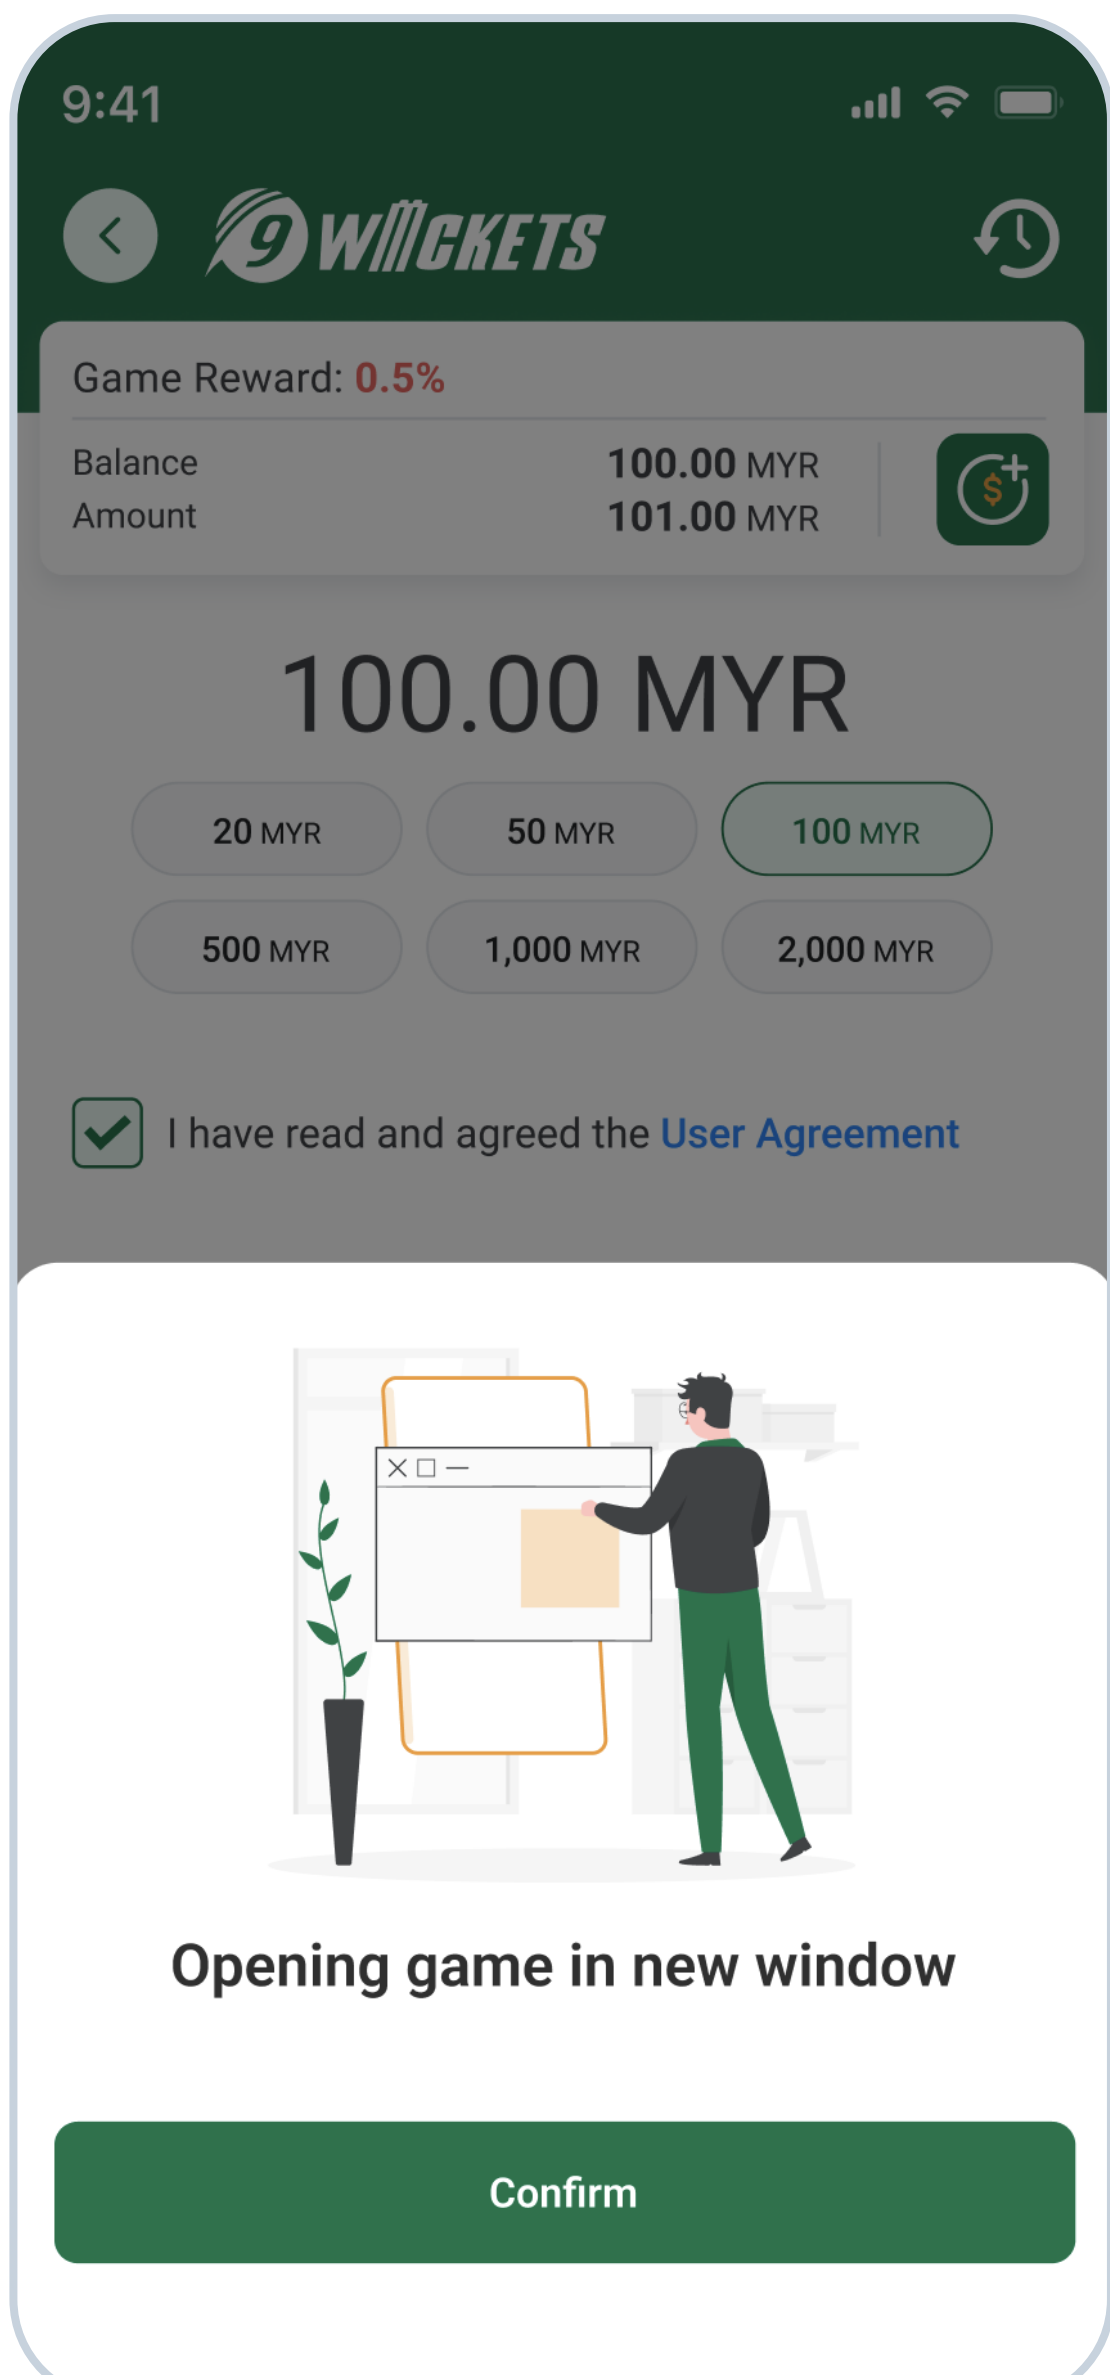 9:41
9 WICKETS
Game Reward: 0.5%
Balance 100.00 MYR
Amount 101.00 MYR
$
100.00 MYR
20 MYR 50 MYR 100 MYR
500 MYR 1,000 MYR 2,000 MYR
I have read and agreed the User Agreement
Opening game in new window
Confirm